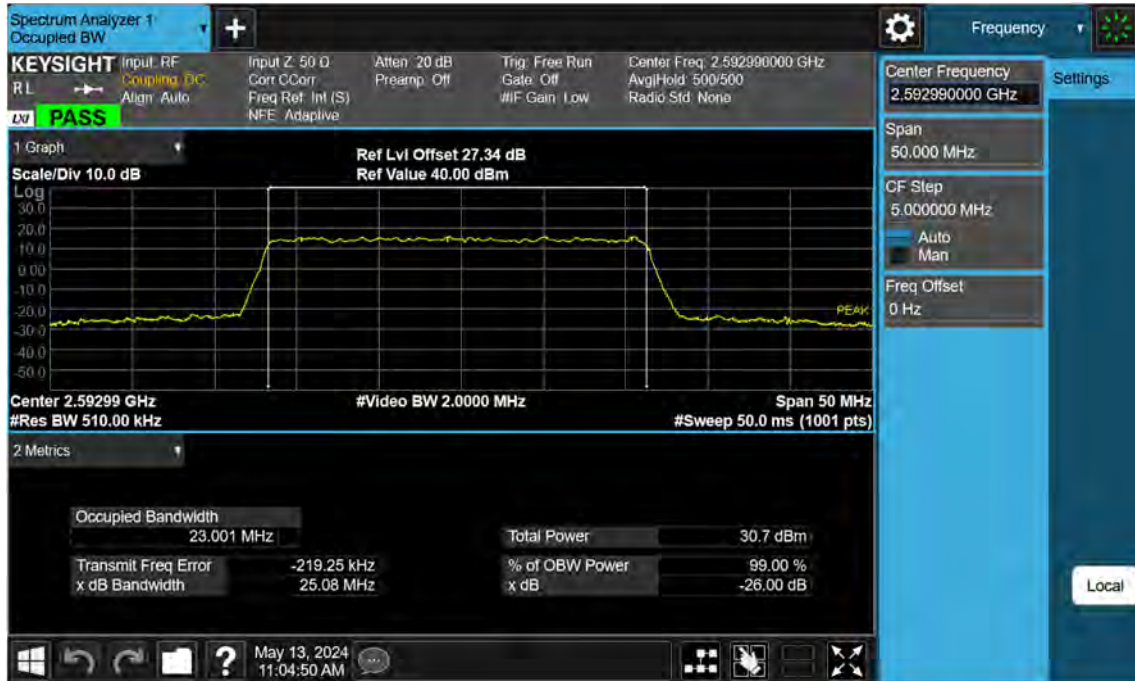 Spectrum Analyzer 1
Occupied BW
+
Frequency
KEYSIGHT
R L
LXI
PASS
Input: RF
Coupling: DC
Align: Auto
Input Z: 50 Ω
Corr CCorr
Freq Ref: Int (S)
NFE: Adaptive
Atten: 20 dB
Preamp: Off
Trig: Free Run
Gate: Off
#IF Gain: Low
Center Freq: 2.592990000 GHz
Avg|Hold: 500/500
Radio Std: None
Center Frequency
2.592990000 GHz
Settings
Span
50.000 MHz
CF Step
5.000000 MHz
Auto
Man
Freq Offset
0 Hz
1 Graph
Scale/Div 10.0 dB
Ref Lvl Offset 27.34 dB
Ref Value 40.00 dBm
Log
30.0
20.0
10.0
0.00
-10.0
-20.0
-30.0
-40.0
-50.0
PEAK
Center 2.59299 GHz
#Res BW 510.00 kHz
#Video BW 2.0000 MHz
Span 50 MHz
#Sweep 50.0 ms (1001 pts)
2 Metrics
Occupied Bandwidth
23.001 MHz
Total Power 30.7 dBm
Transmit Freq Error -219.25 kHz
% of OBW Power 99.00 %
x dB Bandwidth 25.08 MHz
x dB -26.00 dB
Local
?
May 13, 2024
11:04:50 AM